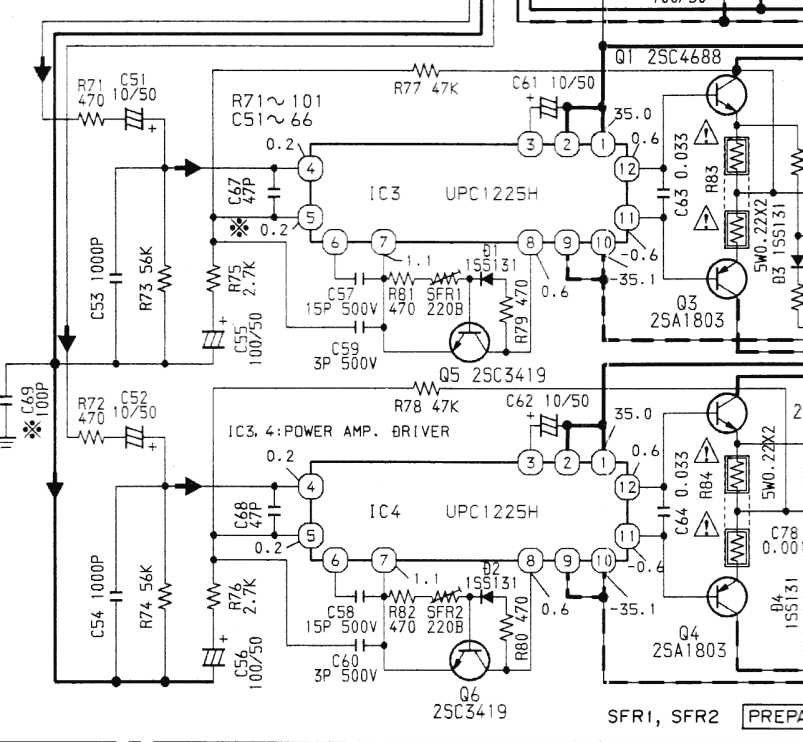 Q1 2SC4688
R71
470
C51
10/50
+
R71~101
C51~66
R77 47K
C61 10/50
+
35.0
0.6
0.2
3
2
1
4
12
C67
47P
※
0.2
5
IC3 UPC1225H
11
C63 0.033
R83
5W0.22X2
D3 1SS131
6
7
8
9
10
1.1
-0.6
-35.1
0.6
C53 1000P
R73 56K
R75
2.7K
+
C55
100/50
C57
15P 500V
R81
470
SFR1
220B
D1
1SS131
R79 470
C59
3P 500V
Q5 2SC3419
Q3
2SA1803
C69
100P
※
R72
470
C52
10/50
+
R78 47K
C62 10/50
+
IC3,4:POWER AMP. DRIVER
35.0
0.6
0.2
3
2
1
4
12
C68
47P
0.2
5
IC4 UPC1225H
11
C64 0.033
R84
5W0.22X2
2
C78
0.001
D4
1SS131
6
7
8
9
10
1.1
-0.6
-35.1
0.6
C54 1000P
R74 56K
R76
2.7K
+
C56
100/50
C58
15P 500V
R82
470
SFR2
220B
D2
1SS131
R80 470
C60
3P 500V
Q6
2SC3419
Q4
2SA1803
SFR1, SFR2 PREPA